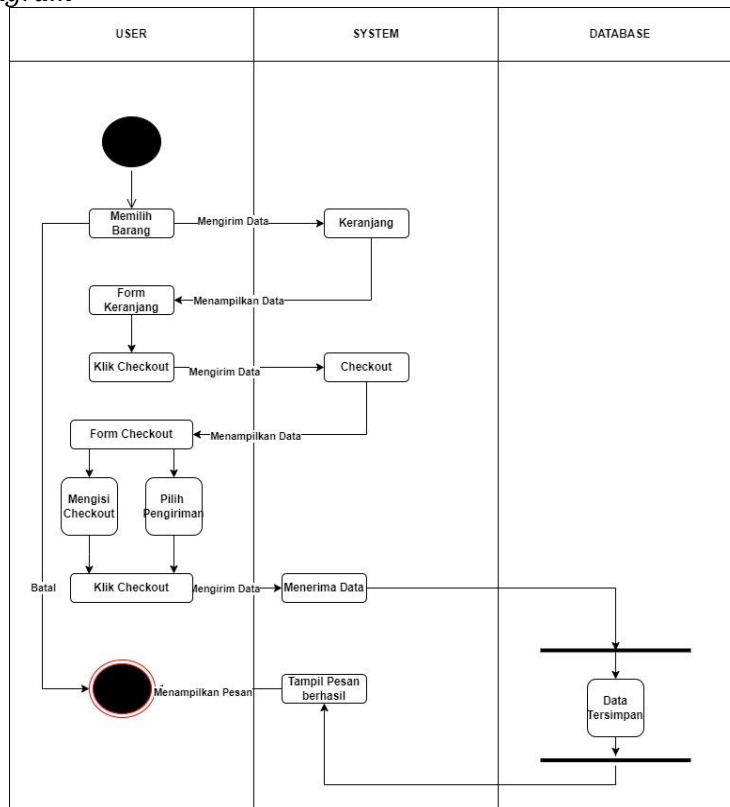 USER
SYSTEM
DATABASE
Memilih
Barang
Mengirim Data
Keranjang
Form
Keranjang
Menampilkan Data
Klik Checkout
Mengirim Data
Checkout
Form Checkout
Menampilkan Data
Mengisi
Checkout
Pilih
Pengiriman
Batal
Klik Checkout
Mengirim Data
Menerima Data
Menampilkan Pesan
Tampil Pesan
berhasil
Data
Tersimpan